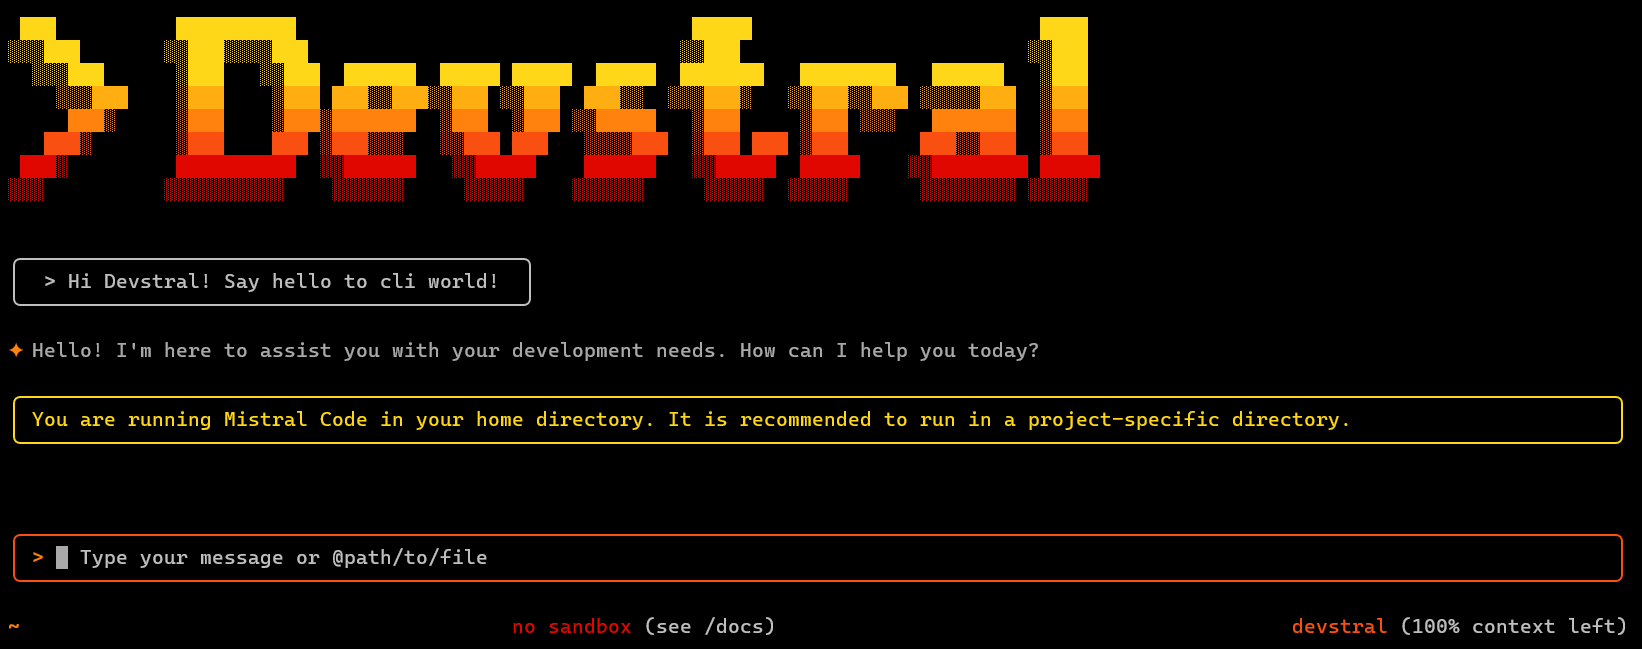 > Devstral
> Hi Devstral! Say hello to cli world!
✦ Hello! I'm here to assist you with your development needs. How can I help you today?
You are running Mistral Code in your home directory. It is recommended to run in a project-specific directory.
> Type your message or @path/to/file
~ no sandbox (see /docs) devstral (100% context left)